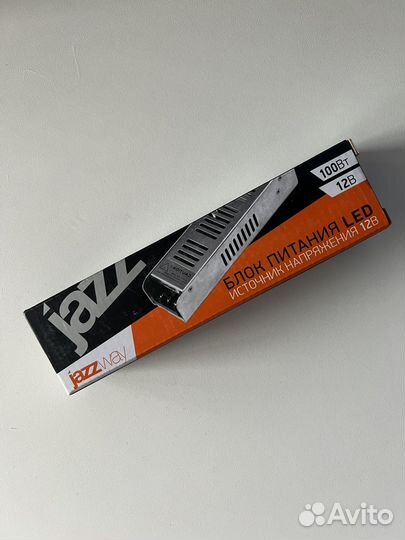 jazz
jazzway
100Вт
12В
БЛОК ПИТАНИЯ LED
ИСТОЧНИК НАПРЯЖЕНИЯ 12В
Avito